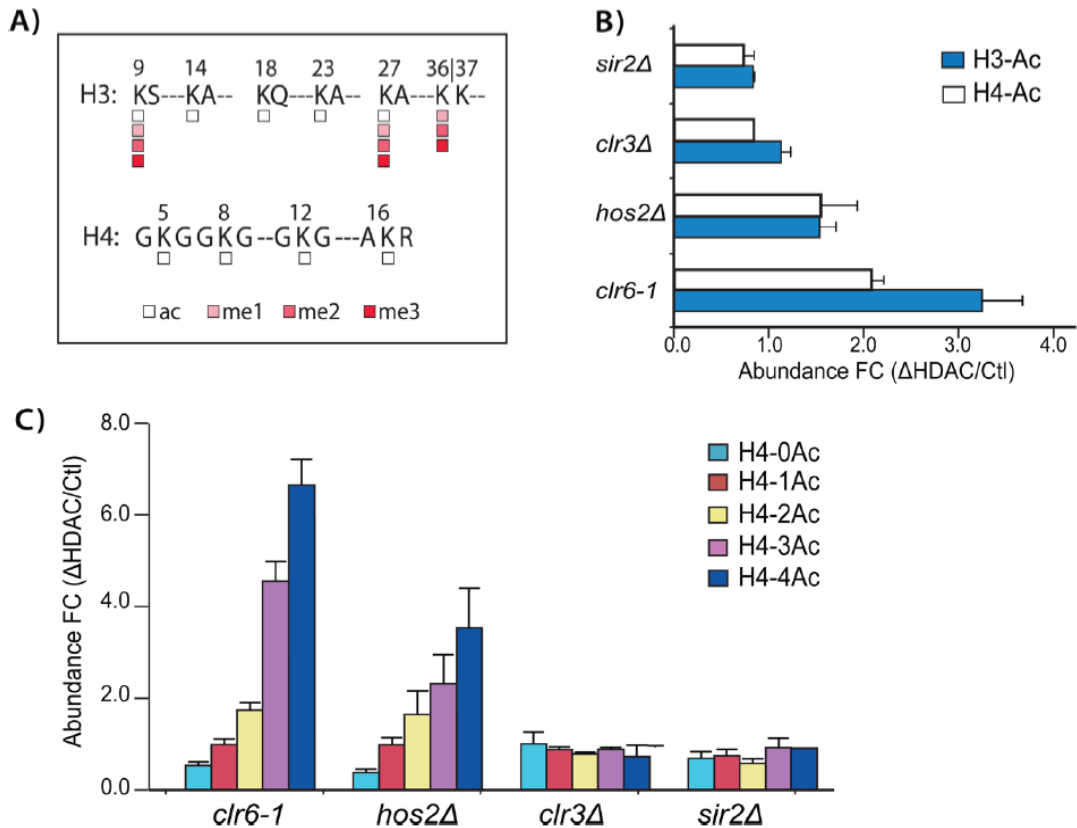 A)
9 14 18 23 27 36|37
H3: KS---KA-- KQ--KA-- KA---K K--
5 8 12 16
H4: GKGGKG--GKG---AKR
ac me1 me2 me3
B)
sir2Δ
clr3Δ
hos2Δ
clr6-1
H3-Ac
H4-Ac
0.0 1.0 2.0 3.0 4.0
Abundance FC (ΔHDAC/Ctl)
C)
Abundance FC (ΔHDAC/Ctl)
8.0
6.0
4.0
2.0
0.0
clr6-1 hos2Δ clr3Δ sir2Δ
H4-0Ac
H4-1Ac
H4-2Ac
H4-3Ac
H4-4Ac